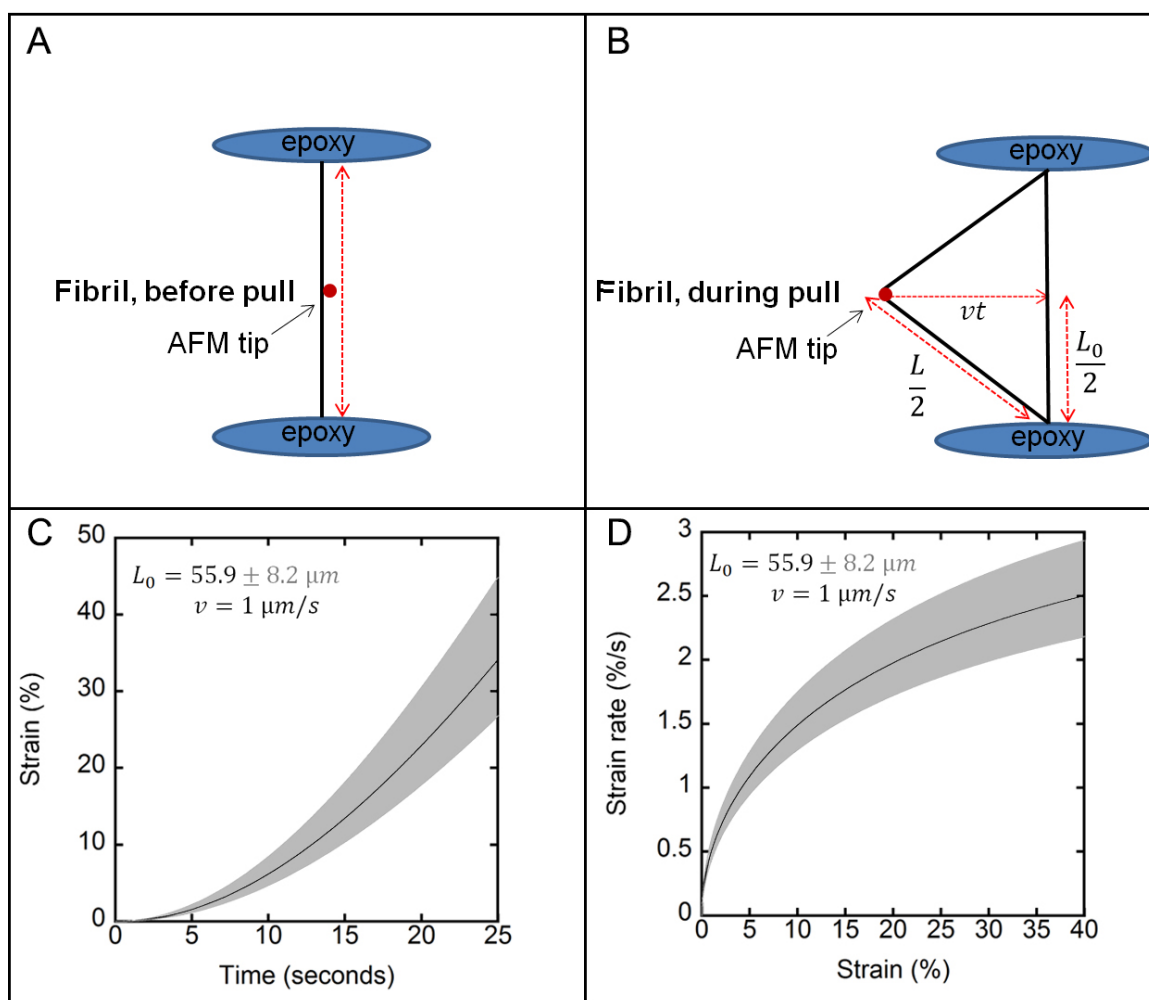 A
epoxy
Fibril, before pull
AFM tip
epoxy
B
epoxy
Fibril, during pull
AFM tip
vt
L/2
L₀/2
epoxy
C
L₀ = 55.9 ± 8.2 μm
v = 1 μm/s
50
40
30
20
10
0
Strain (%)
0 5 10 15 20 25
Time (seconds)
D
L₀ = 55.9 ± 8.2 μm
v = 1 μm/s
3
2.5
2
1.5
1
0.5
0
Strain rate (%/s)
0 5 10 15 20 25 30 35 40
Strain (%)